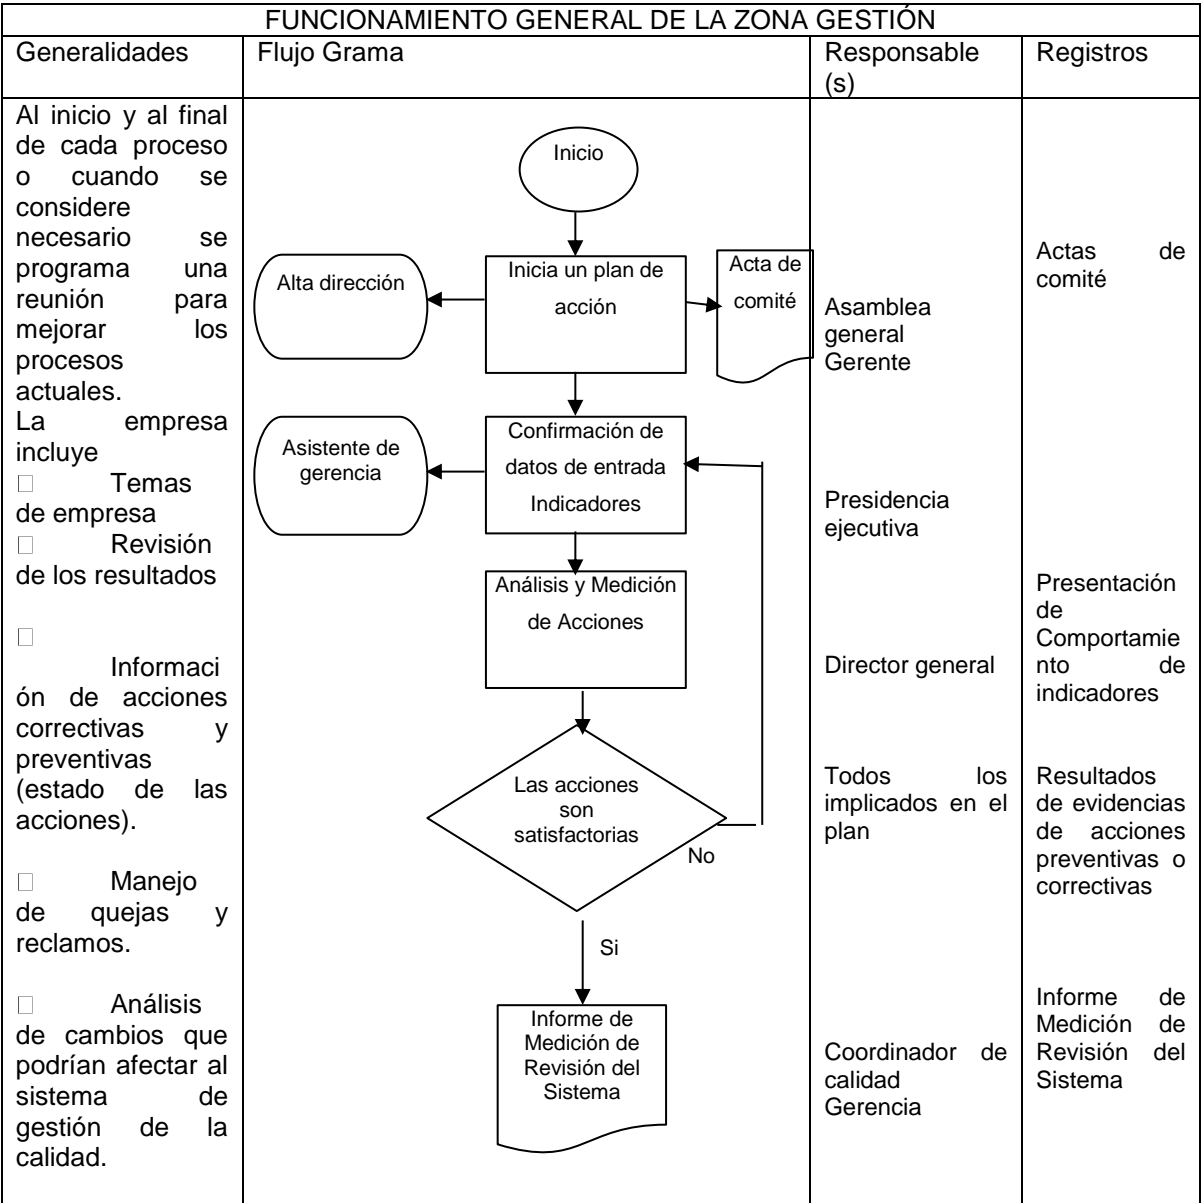 FUNCIONAMIENTO GENERAL DE LA ZONA GESTIÓN
Generalidades
Flujo Grama
Responsable
(s)
Registros
Al inicio y al final
de cada proceso
o cuando se
considere
necesario se
programa una
reunión para
mejorar los
procesos
actuales.
La empresa
incluye
□ Temas
de empresa
□ Revisión
de los resultados
□
Informaci
ón de acciones
correctivas y
preventivas
(estado de las
acciones).
□ Manejo
de quejas y
reclamos.
□ Análisis
de cambios que
podrían afectar al
sistema de
gestión de la
calidad.
Inicio
Alta dirección
Inicia un plan de
acción
Acta de
comité
Asistente de
gerencia
Confirmación de
datos de entrada
Indicadores
Análisis y Medición
de Acciones
Las acciones
son
satisfactorias
No
Si
Informe de
Medición de
Revisión del
Sistema
Asamblea
general
Gerente
Presidencia
ejecutiva
Director general
Todos los
implicados en el
plan
Coordinador de
calidad
Gerencia
Actas de
comité
Presentación
de
Comportamie
nto de
indicadores
Resultados
de evidencias
de acciones
preventivas o
correctivas
Informe de
Medición de
Revisión del
Sistema